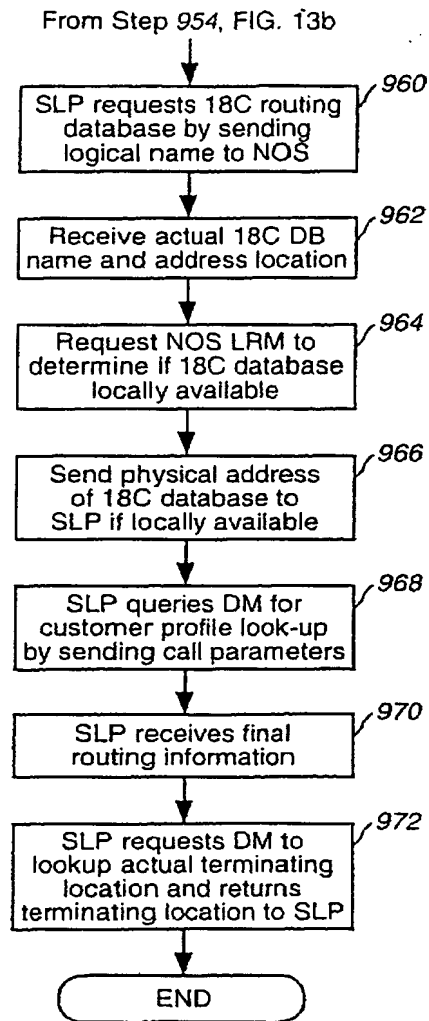 From Step 954, FIG. 13b
960
SLP requests 18C routing
database by sending
logical name to NOS
962
Receive actual 18C DB
name and address location
964
Request NOS LRM to
determine if 18C database
locally available
966
Send physical address
of 18C database to
SLP if locally available
968
SLP queries DM for
customer profile look-up
by sending call parameters
970
SLP receives final
routing information
972
SLP requests DM to
lookup actual terminating
location and returns
terminating location to SLP
END